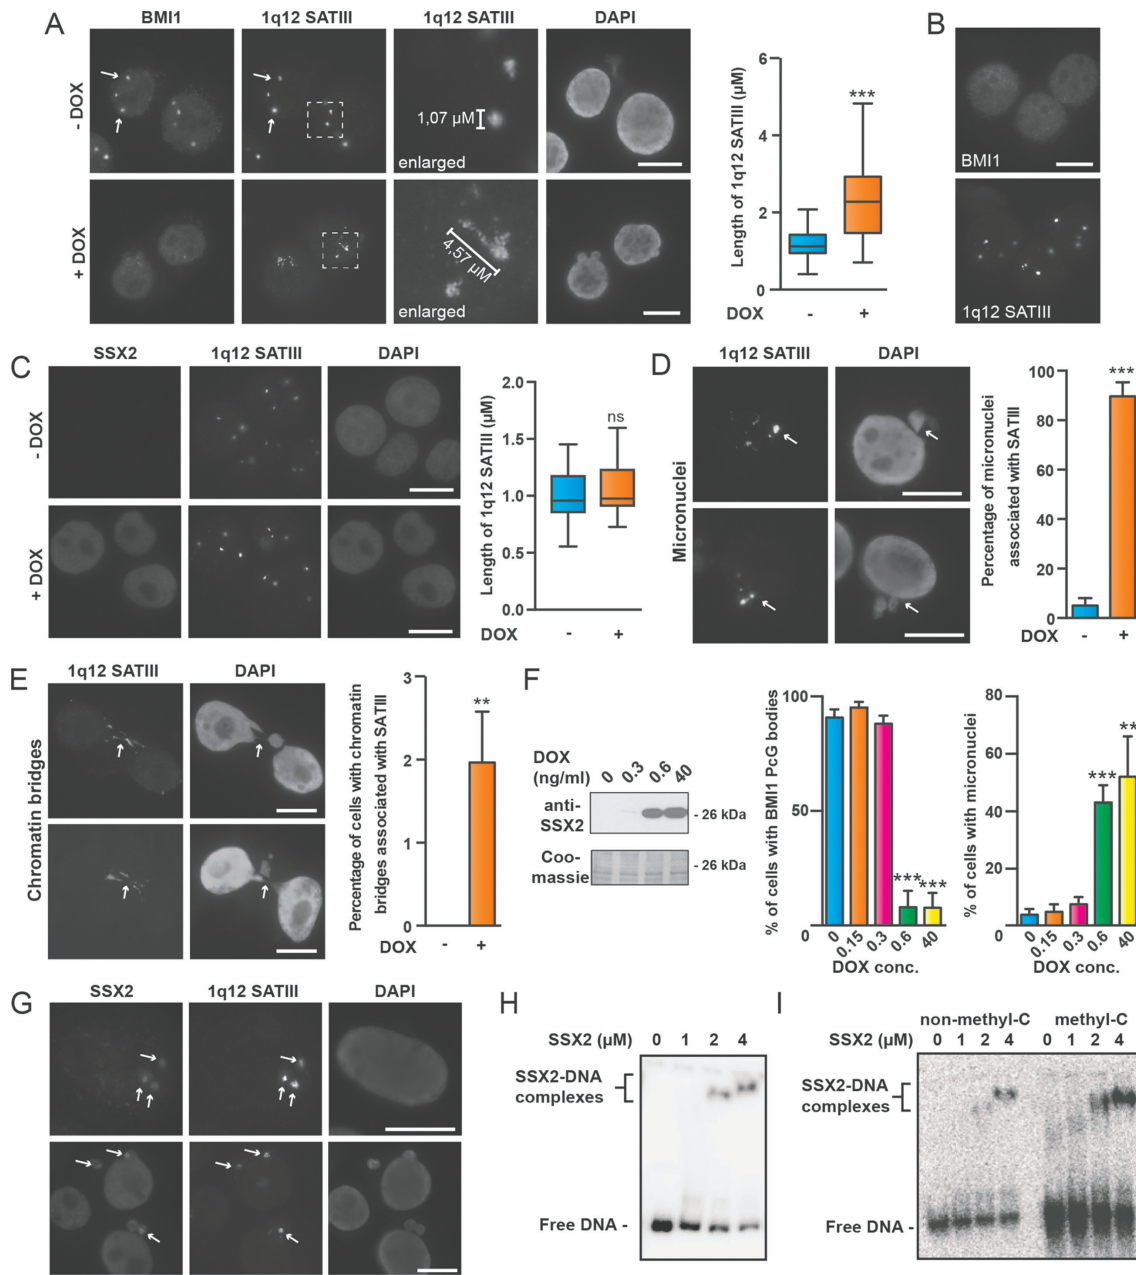 A
BMI1
1q12 SATIII
1q12 SATIII
DAPI
- DOX
1,07 µM
enlarged
+ DOX
4,57 µM
enlarged
Length of 1q12 SATIII (µM)
6
4
2
0
***
DOX
-
+
B
BMI1
1q12 SATIII
C
SSX2
1q12 SATIII
DAPI
- DOX
+ DOX
Length of 1q12 SATIII (µM)
2.0
1.5
1.0
0.5
0.0
ns
DOX
-
+
D
1q12 SATIII
DAPI
Micronuclei
Percentage of micronuclei
associated with SATIII
100
80
60
40
20
0
***
DOX
-
+
E
1q12 SATIII
DAPI
Chromatin bridges
Percentage of cells with chromatin
bridges associated with SATIII
3
2
1
0
**
DOX
-
+
F
DOX
(ng/ml)
0
0.3
0.6
40
anti-
SSX2
- 26 kDa
Coo-
massie
- 26 kDa
% of cells with BMI1 PcG bodies
100
50
0
***
***
0
0.15
0.3
0.6
40
DOX conc.
% of cells with micronuclei
80
60
40
20
0
***
**
0
0.15
0.3
0.6
40
DOX conc.
G
SSX2
1q12 SATIII
DAPI
H
SSX2 (µM)
0 1 2 4
SSX2-DNA
complexes
Free DNA -
I
non-methyl-C methyl-C
SSX2 (µM)
0 1 2 4 0 1 2 4
SSX2-DNA
complexes
Free DNA -